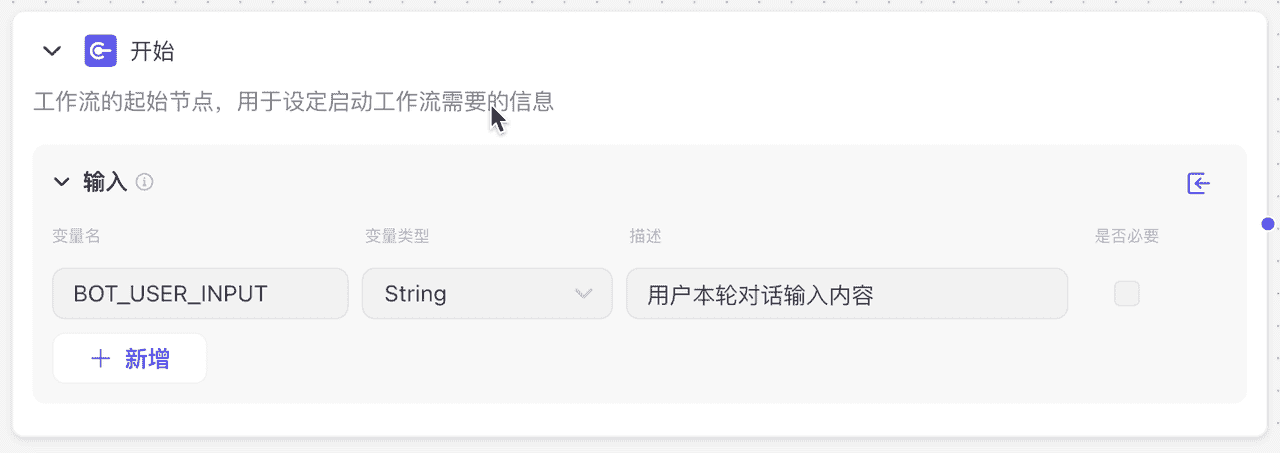 开始
工作流的起始节点，用于设定启动工作流需要的信息
输入
变量名 变量类型 描述 是否必要
BOT_USER_INPUT String 用户本轮对话输入内容
新增